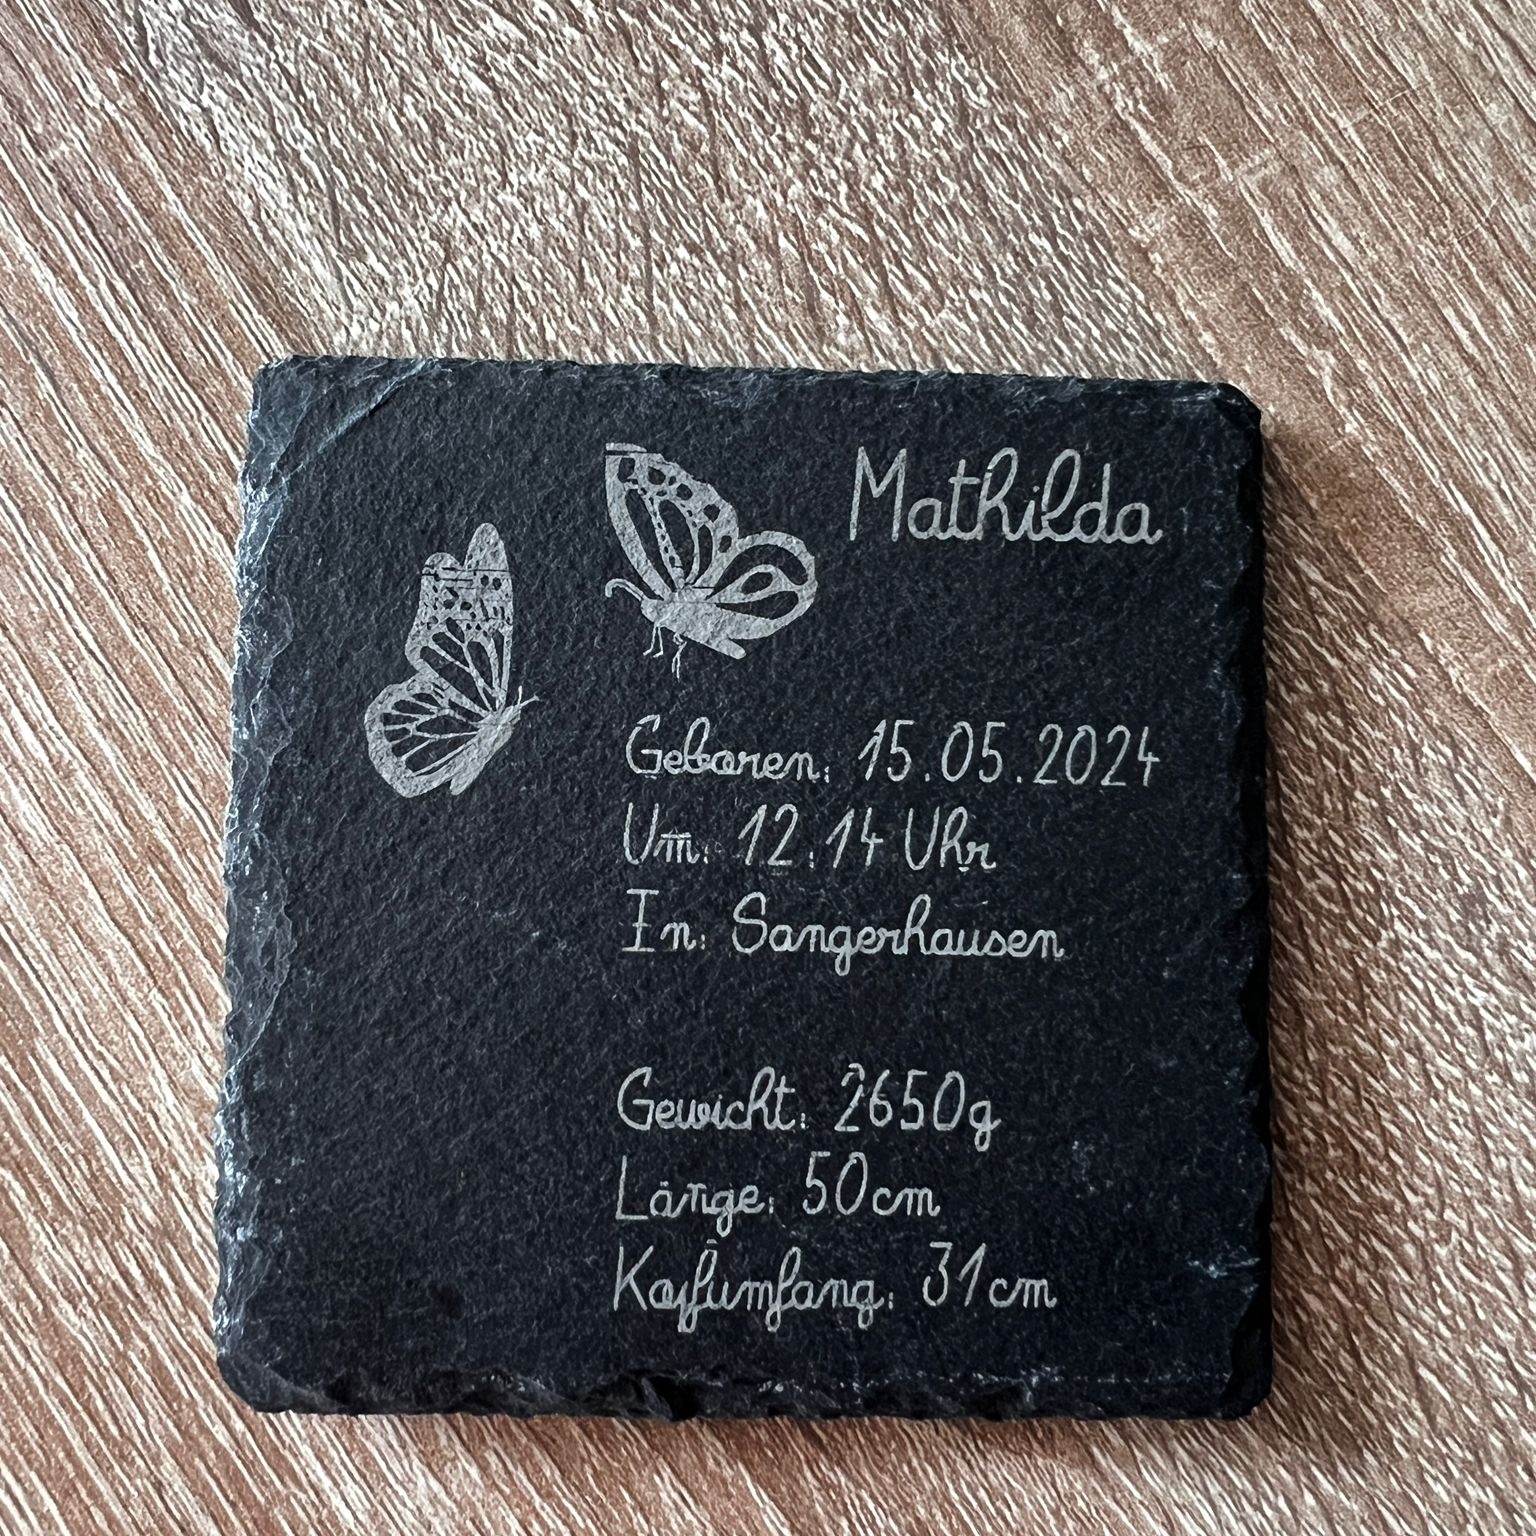 Mathilda
Geboren: 15.05.2024
Um: 12:14 Uhr
In: Sangerhausen
Gewicht: 2650g
Länge: 50cm
Kopfumfang: 31cm